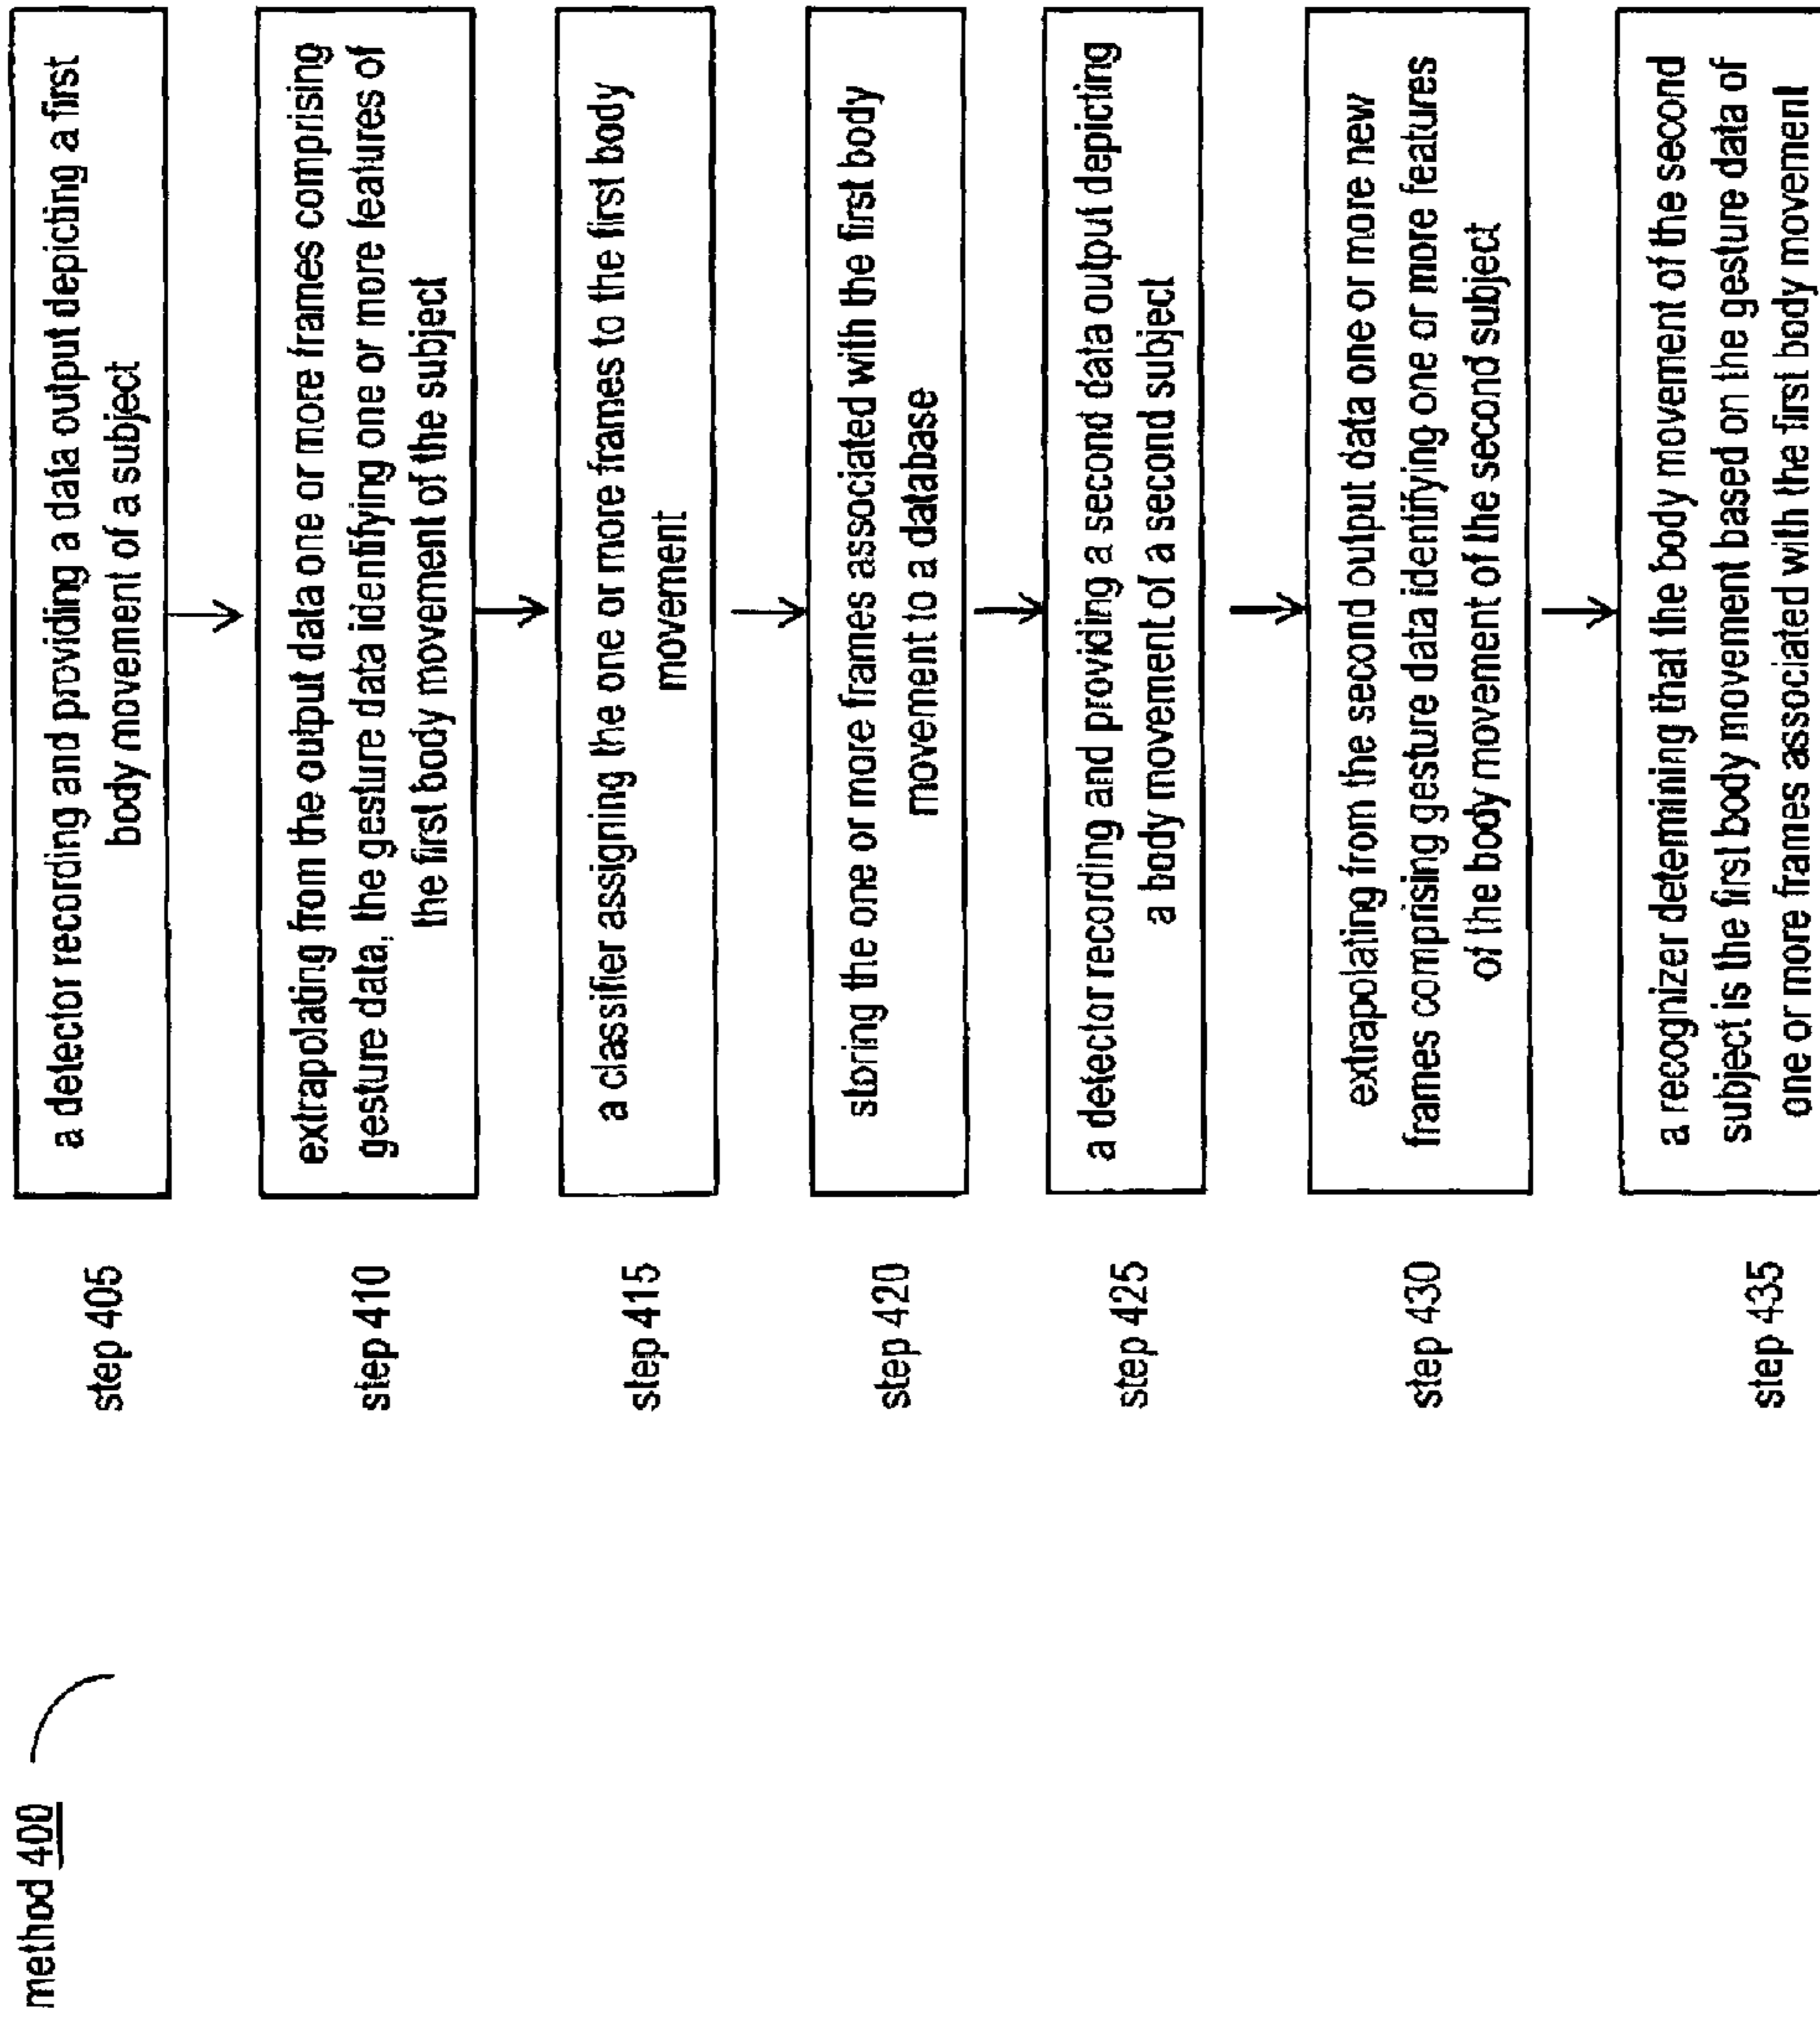 method 400
step 405
a detector recording and providing a data output depicting a first
body movement of a subject
step 410
extrapolating from the output data one or more frames comprising
gesture data, the gesture data identifying one or more features of
the first body movement of the subject
step 415
a classifier assigning the one or more frames to the first body
movement
step 420
storing the one or more frames associated with the first body
movement to a database
step 425
a detector recording and providing a second data output depicting
a body movement of a second subject
step 430
extrapolating from the second output data one or more new
frames comprising gesture data identifying one or more features
of the body movement of the second subject
step 435
a recognizer determining that the body movement of the second
subject is the first body movement based on the gesture data of
one or more frames associated with the first body movement